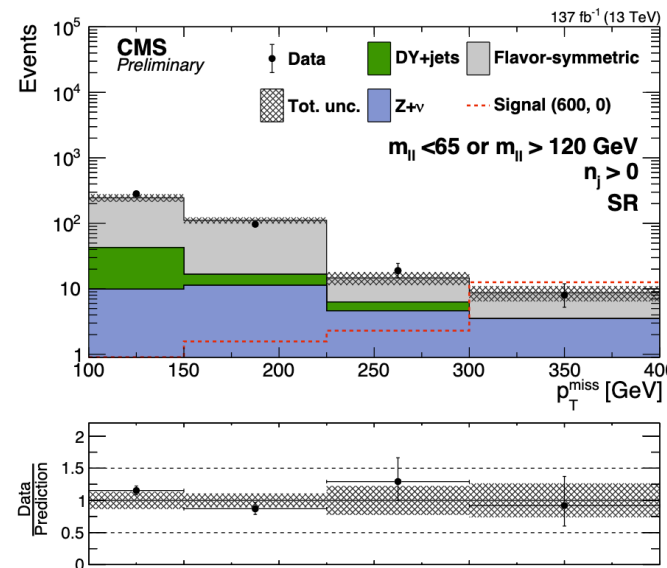 137 fb⁻¹ (13 TeV)
Events
10⁵
10⁴
10³
10²
10
1
CMS
Preliminary
Data
DY+jets
Flavor-symmetric
Tot. unc.
Z+ν
Signal (600, 0)
m_ll <65 or m_ll > 120 GeV
n_j > 0
SR
100 150 200 250 300 350 400
p_T^miss [GeV]
Data
Prediction
2
1.5
1
0.5
0